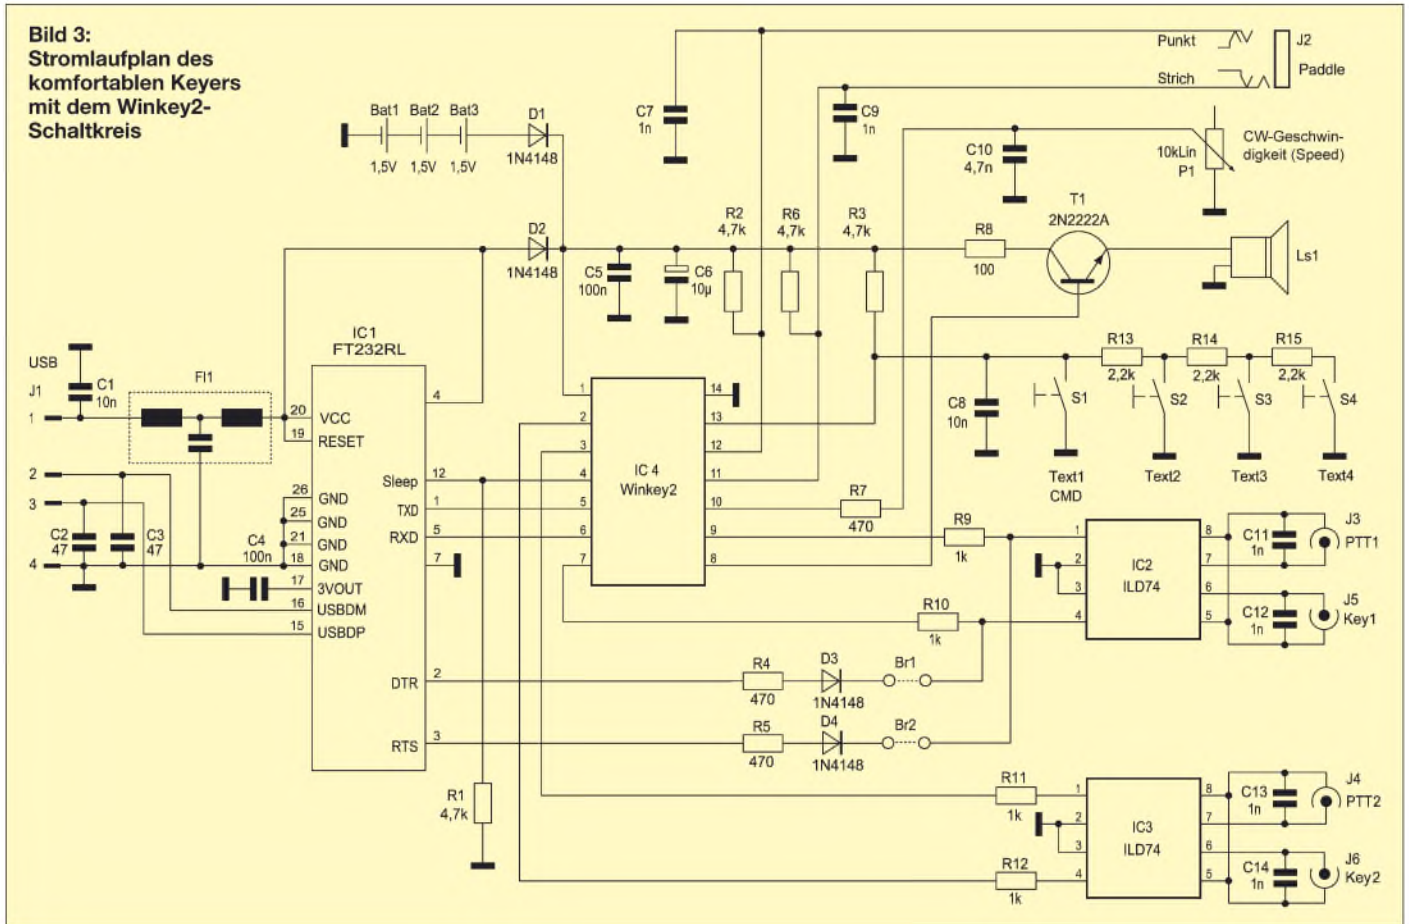 Bild 3:
Stromlaufplan des
komfortablen Keyers
mit dem Winkey2-
Schaltkreis
Punkt
J2
Paddle
Strich
Bat1 Bat2 Bat3
1,5V 1,5V 1,5V
D1
1N4148
C7
1n
C9
1n
C10
4,7n
10kLin
P1
CW-Geschwin-
digkeit (Speed)
D2
1N4148
C5
100n
C6
10µ
R2
4,7k
R6
4,7k
R3
4,7k
R8
100
T1
2N2222A
Ls1
USB
J1
C1
10n
Fl1
1
2
3
4
C2
47
C3
47
C4
100n
IC1
FT232RL
20 VCC
19 RESET
26 GND
25 GND
21 GND
18 GND
17 3VOUT
16 USBDM
15 USBDP
4
Sleep 12
TXD 1
RXD 5
7
DTR 2
RTS 3
R1
4,7k
IC 4
Winkey2
1
2
3
4
5
6
7
14
13
12
11
10
9
8
C8
10n
R13
2,2k
R14
2,2k
R15
2,2k
S1
S2
S3
S4
Text1
CMD
Text2
Text3
Text4
R7
470
R9
1k
R10
1k
R4
470
D3
1N4148
Br1
R5
470
D4
1N4148
Br2
IC2
ILD74
1
2
3
4
8
7
6
5
C11
1n
J3
PTT1
C12
1n
J5
Key1
R11
1k
R12
1k
IC3
ILD74
1
2
3
4
8
7
6
5
C13
1n
J4
PTT2
C14
1n
J6
Key2